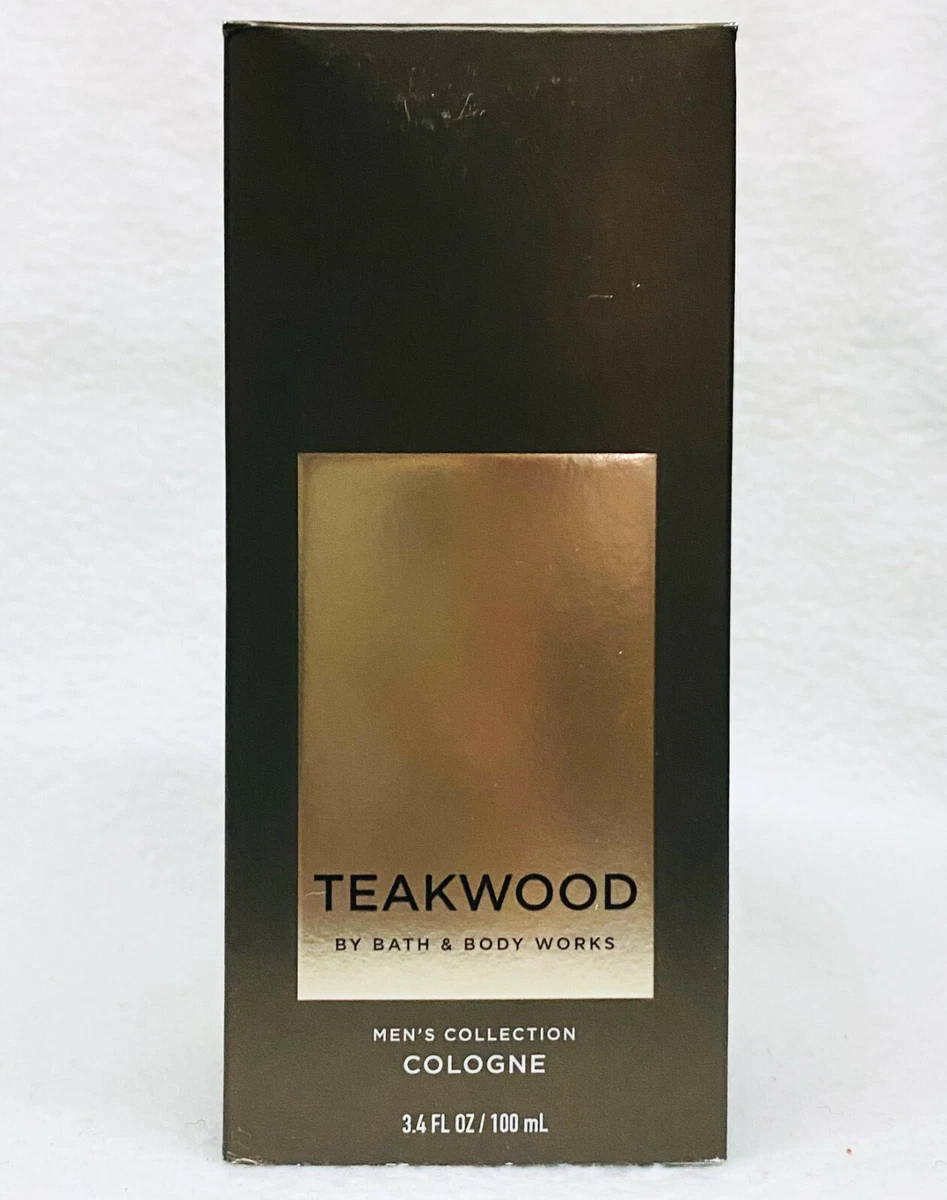 TEAKWOOD
BY BATH & BODY WORKS
MEN'S COLLECTION
COLOGNE
3.4 FL OZ / 100 mL